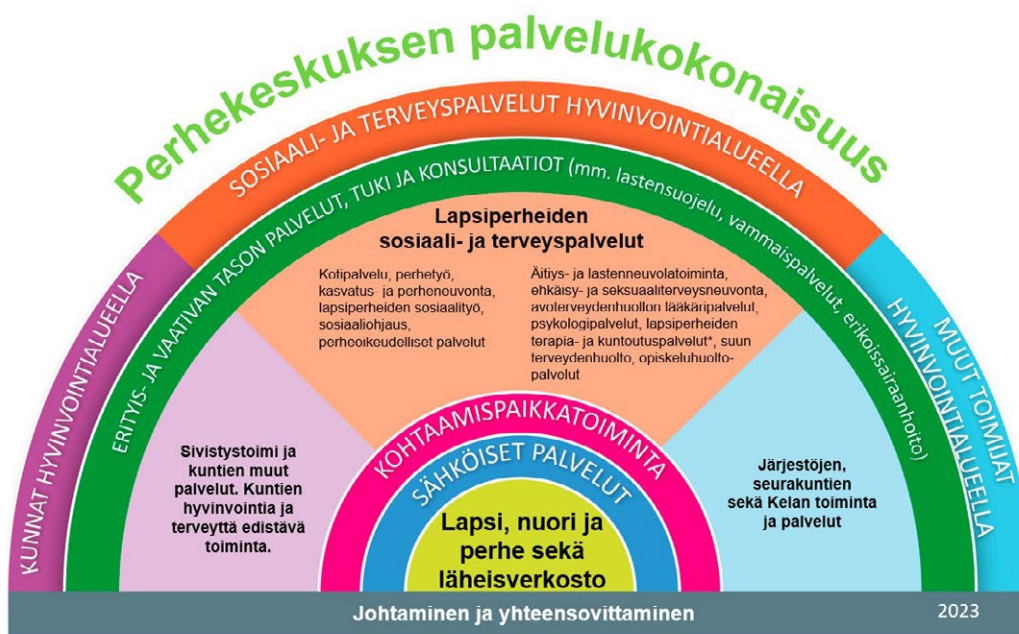 Perhekeskuksen palvelukokonaisuus
SOSIAALI- JA TERVEYSPALVELUT HYVINVOINTIALUEELLA
KUNNAT HYVINVOINTIALUEELLA
MUUT TOIMIJAT
HYVINVOINTIALUEELLA
ERITYIS- JA VAATIVAN TASON PALVELUT, TUKI JA KONSULTAATIOT (mm. lastensuojelu, vammaispalvelut, erikoissairaanhoito)
Lapsiperheiden
sosiaali- ja terveyspalvelut
Kotipalvelu, perhetyö,
kasvatus- ja perheneuvonta,
lapsiperheiden sosiaalityö,
sosiaaliohjaus,
perheoikeudelliset palvelut
Äitiys- ja lastenneuvolatoiminta,
ehkäisy- ja seksuaaliterveysneuvonta,
avoterveydenhuollon lääkäripalvelut,
psykologipalvelut, lapsiperheiden
terapia- ja kuntoutuspalvelut*, suun
terveydenhuolto, opiskeluhuolto-
palvelut
Sivistystoimi ja
kuntien muut
palvelut. Kuntien
hyvinvointia ja
terveyttä edistävä
toiminta.
Järjestöjen,
seurakuntien
sekä Kelan toiminta
ja palvelut
KOHTAAMISPAIKKATOIMINTA
SÄHKÖISET PALVELUT
Lapsi, nuori ja
perhe sekä
läheisverkosto
Johtaminen ja yhteensovittaminen
2023